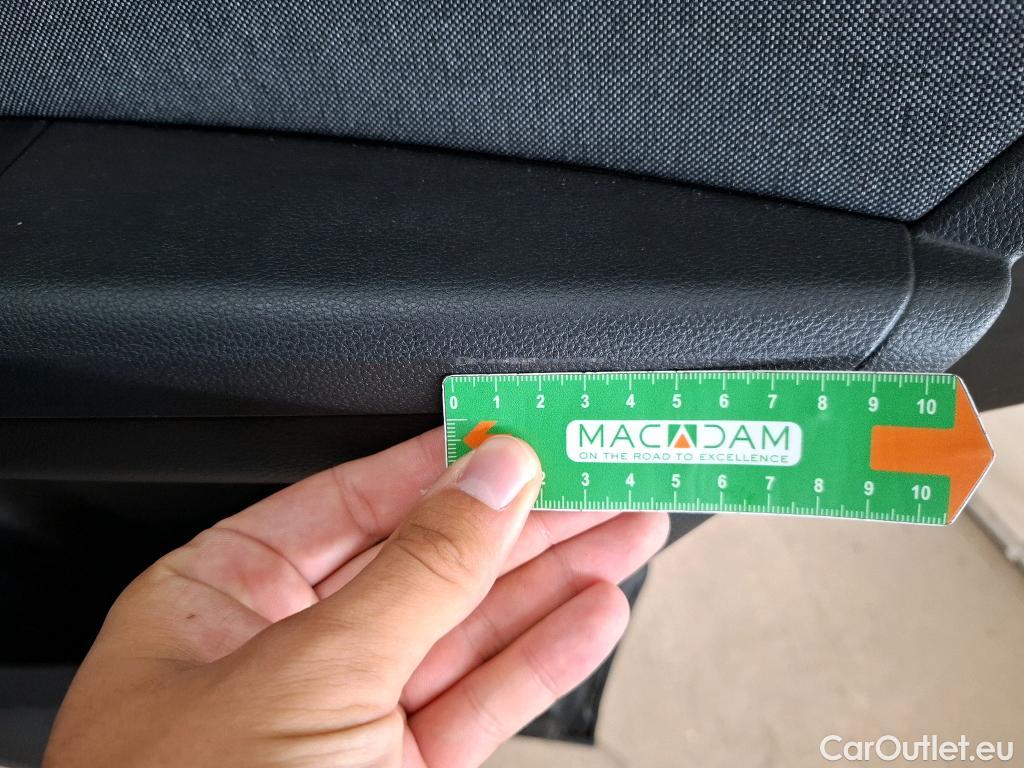 0 1 2 3 4 5 6 7 8 9 10
MACADAM
ON THE ROAD TO EXCELLENCE
3 4 5 6 7 8 9 10
CarOutlet.eu